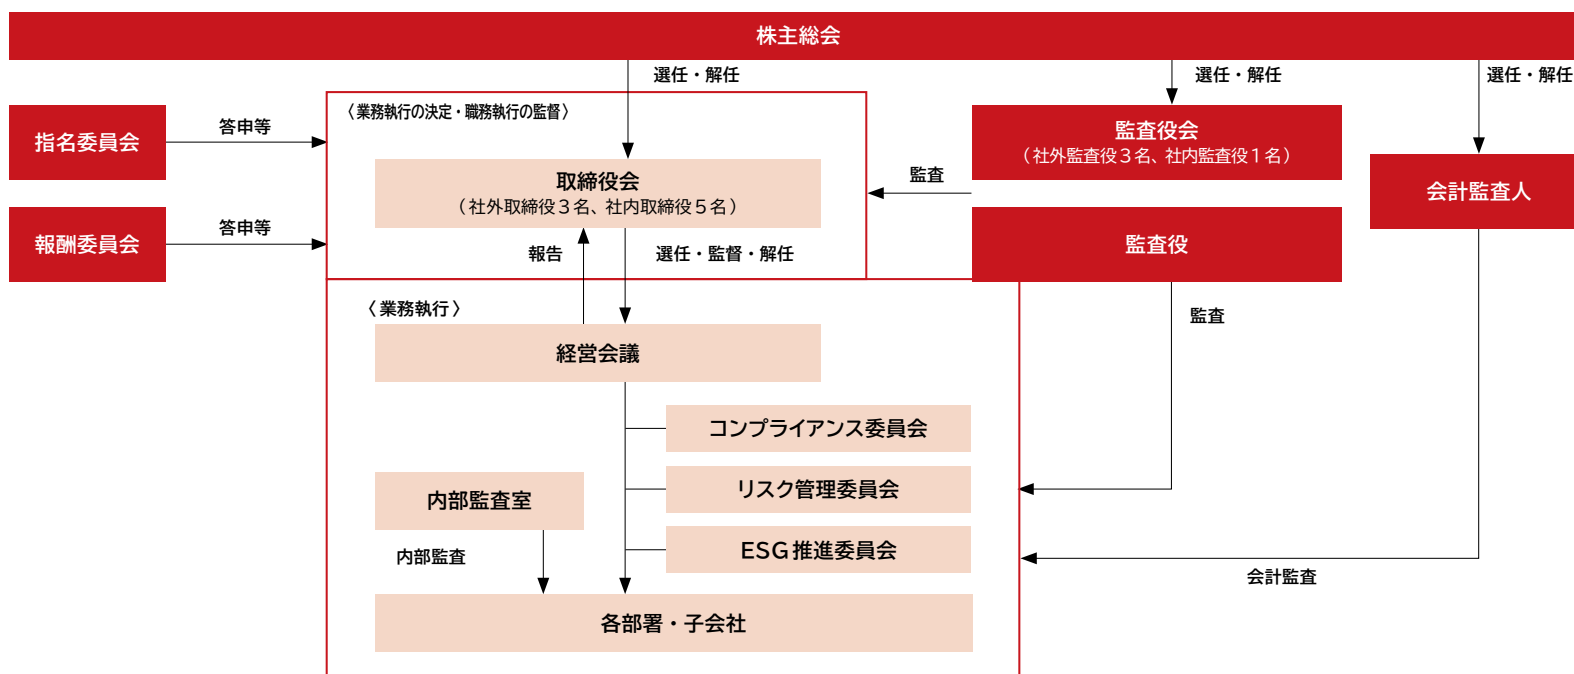 株主総会
選任・解任
選任・解任
選任・解任
指名委員会
答申等
〈業務執行の決定・職務執行の監督〉
監査役会
（社外監査役３名、社内監査役１名）
取締役会
（社外取締役３名、社内取締役５名）
監査
会計監査人
報酬委員会
答申等
報告
選任・監督・解任
監査役
〈業務執行〉
監査
経営会議
コンプライアンス委員会
リスク管理委員会
内部監査室
ESG推進委員会
内部監査
会計監査
各部署・子会社